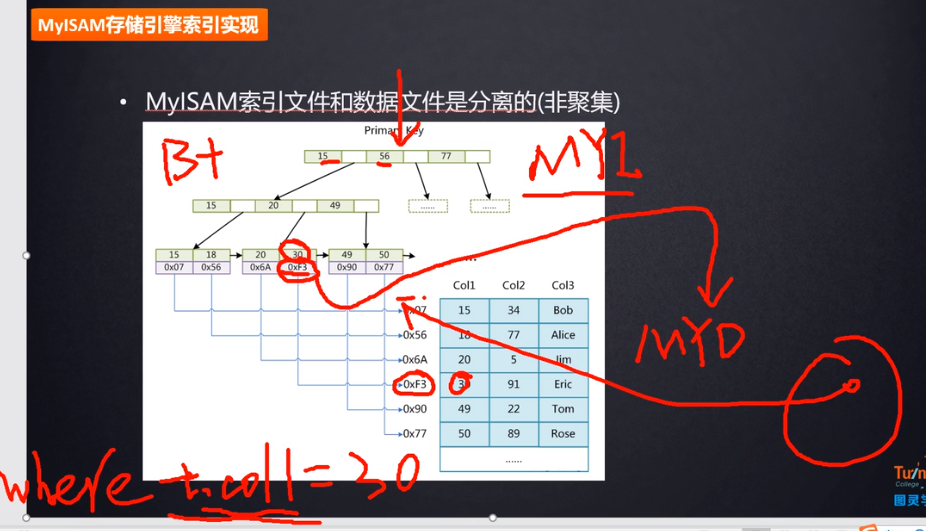 MyISAM存储引擎索引实现
• MyISAM索引文件和数据文件是分离的(非聚集)
Primary Key
B+
15 56 77
MYI
15 20 49 ...... ......
15 18 20 30 49 50
0x07 0x56 0x6A 0xF3 0x90 0x77
...
Col1 Col2 Col3
0x07 15 34 Bob
0x56 18 77 Alice
MYD
0x6A 20 5 Jim
0xF3 30 91 Eric
0x90 49 22 Tom
0x77 50 89 Rose
......
where t.col1=30
College